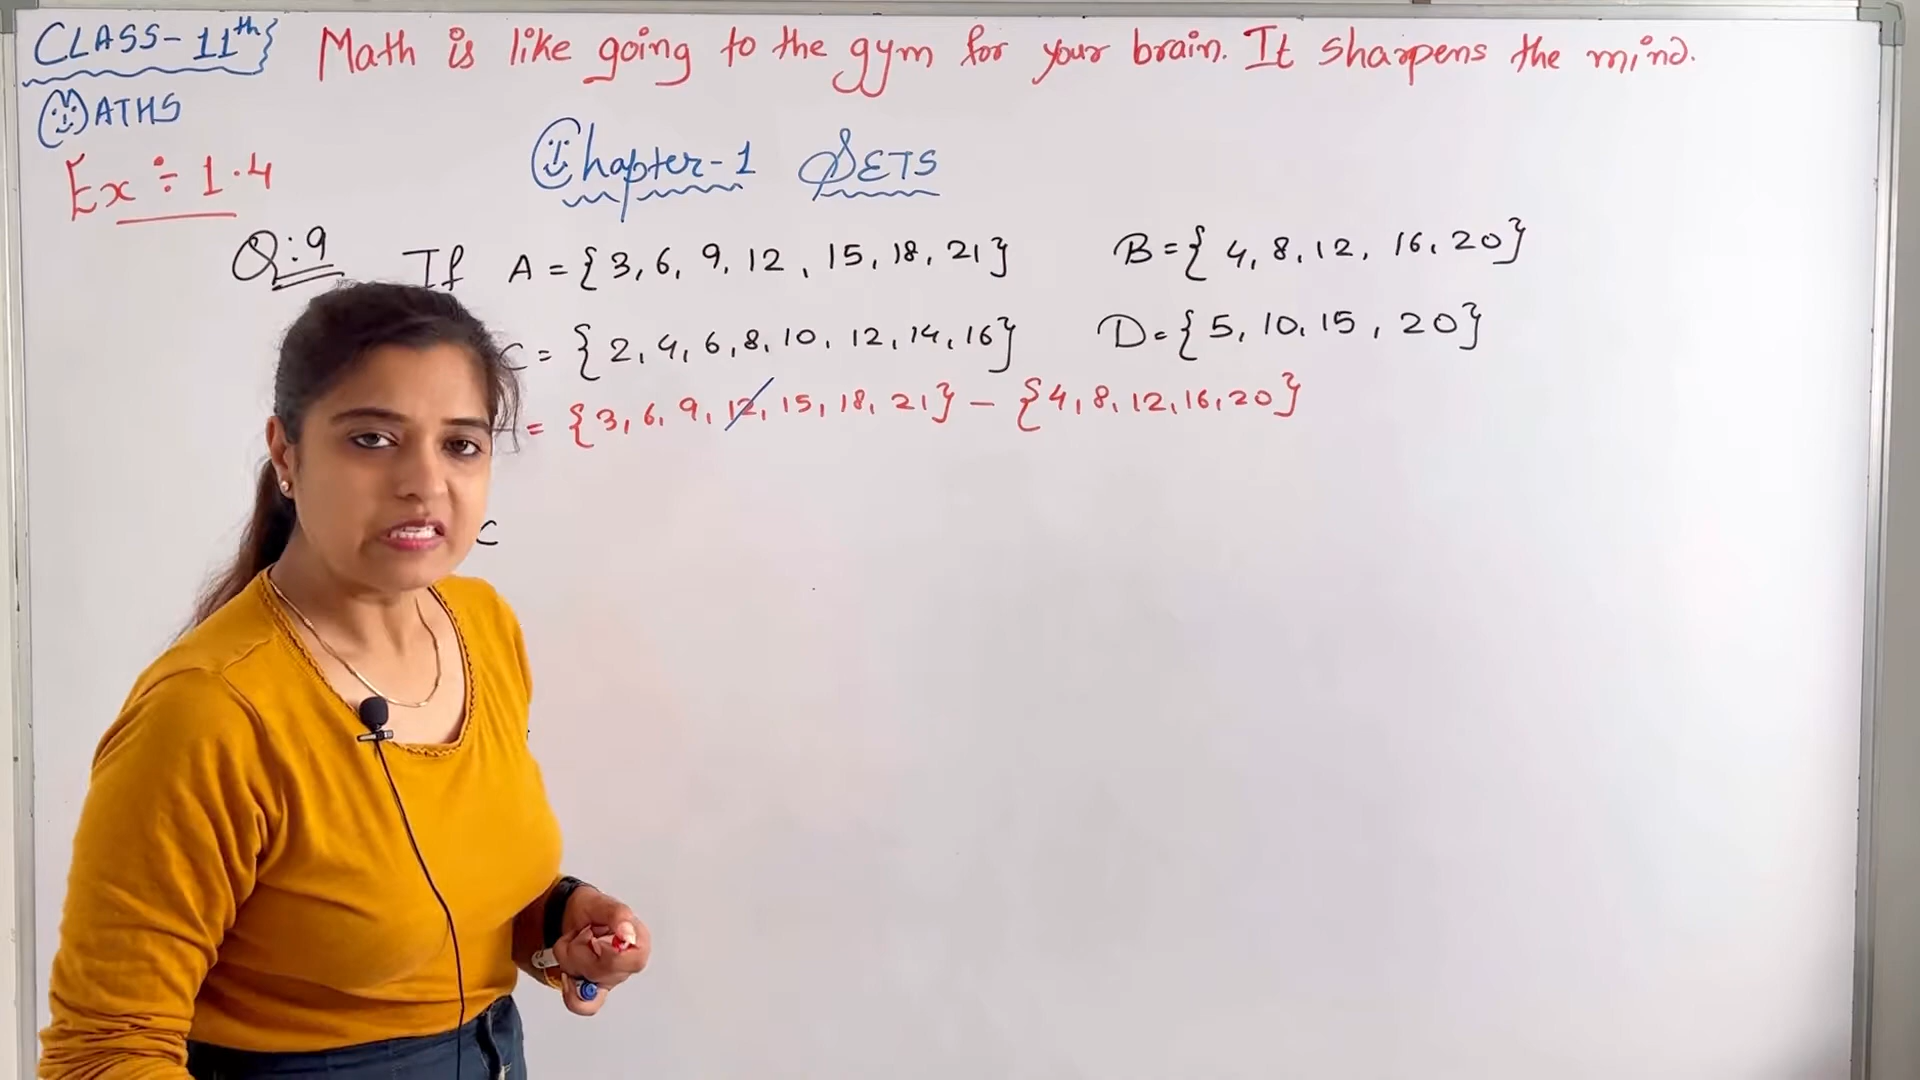 CLASS-11th} Math is like going to the gym for your brain. It sharpens the mind.
MATHS
Ex ÷ 1.4
Chapter-1 SETS
Q:9 If A = {3, 6, 9, 12, 15, 18, 21} B = {4, 8, 12, 16, 20}
C = {2, 4, 6, 8, 10, 12, 14, 16} D = {5, 10, 15, 20}
= {3, 6, 9, 12, 15, 18, 21} - {4, 8, 12, 16, 20}
C